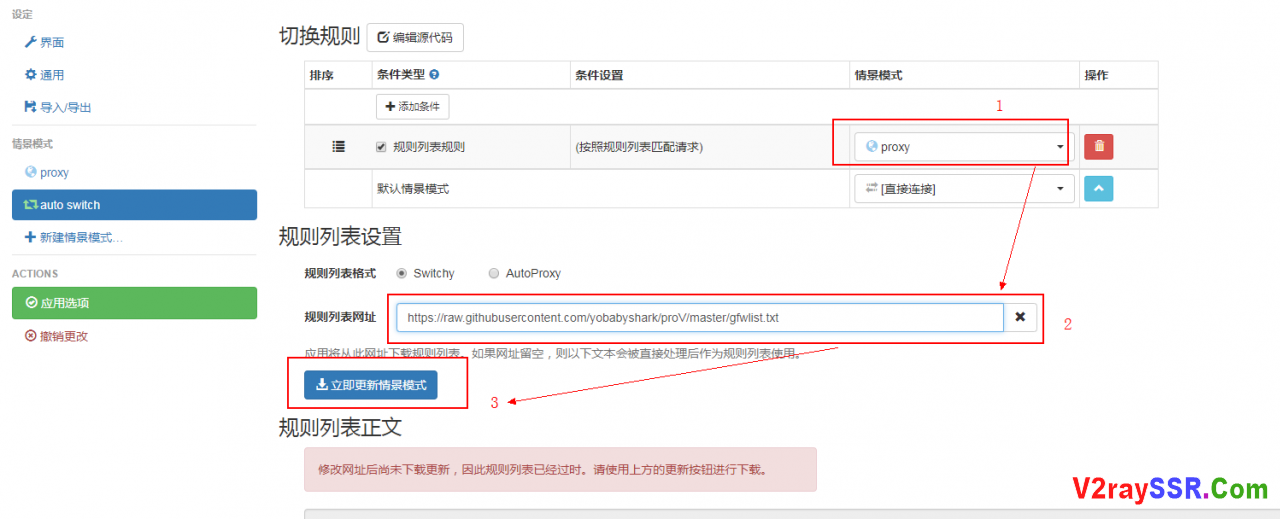 设定
界面
通用
导入/导出
情景模式
proxy
auto switch
新建情景模式...
ACTIONS
应用选项
撤销更改
切换规则 编辑源代码
排序 条件类型 条件设置 情景模式 操作
添加条件
1
规则列表规则 (按照规则列表匹配请求) proxy
默认情景模式 [直接连接]
规则列表设置
规则列表格式 Switchy AutoProxy
规则列表网址 https://raw.githubusercontent.com/yobabyshark/proV/master/gfwlist.txt 2
应用将从此网址下载规则列表。如果网址留空，则以下文本会被直接处理后作为规则列表使用。
立即更新情景模式 3
规则列表正文
修改网址后尚未下载更新，因此规则列表已经过时。请使用上方的更新按钮进行下载。
V2raySSR.Com